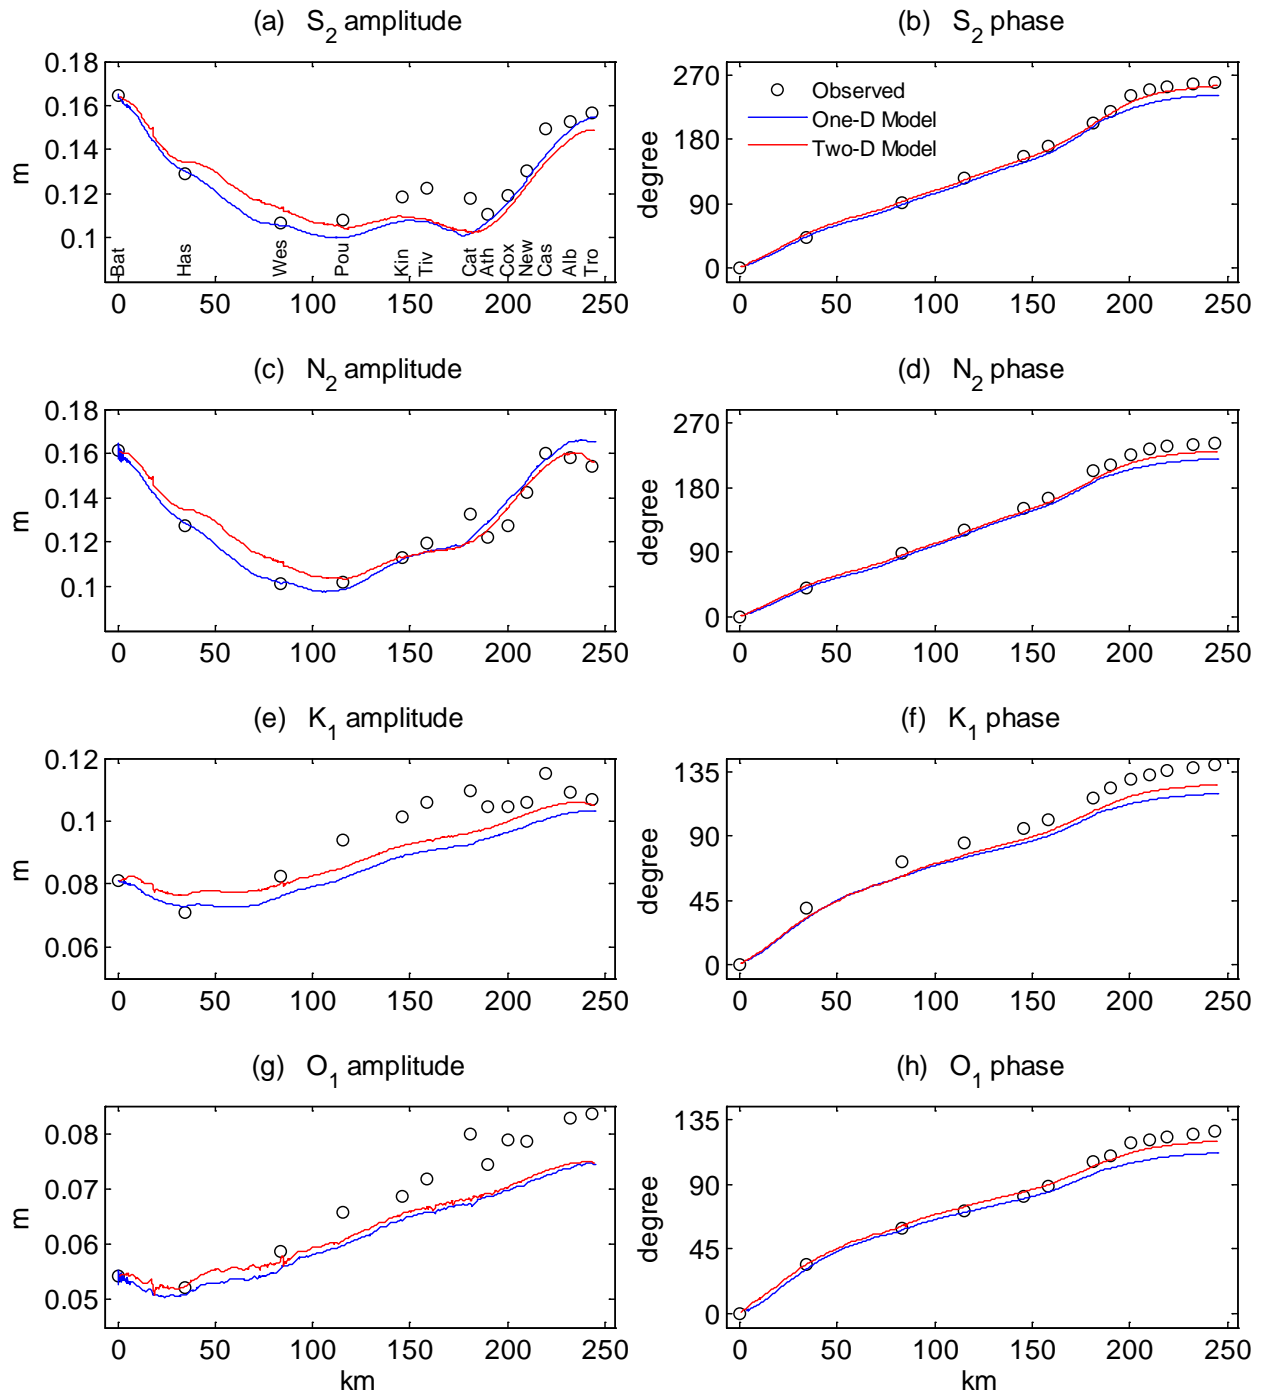 (a) S2 amplitude
(b) S2 phase
0.18
0.16
0.14
0.12
0.1
m
Bat Has Wes Pou Kin Tiv Cat Ath Cox New Cas Alb Tro
0 50 100 150 200 250
270
180
90
0
degree
Observed
One-D Model
Two-D Model
0 50 100 150 200 250
(c) N2 amplitude
(d) N2 phase
0.18
0.16
0.14
0.12
0.1
m
0 50 100 150 200 250
270
180
90
0
degree
0 50 100 150 200 250
(e) K1 amplitude
(f) K1 phase
0.12
0.1
0.08
0.06
m
0 50 100 150 200 250
135
90
45
0
degree
0 50 100 150 200 250
(g) O1 amplitude
(h) O1 phase
0.08
0.07
0.06
0.05
m
0 50 100 150 200 250
km
135
90
45
0
degree
0 50 100 150 200 250
km